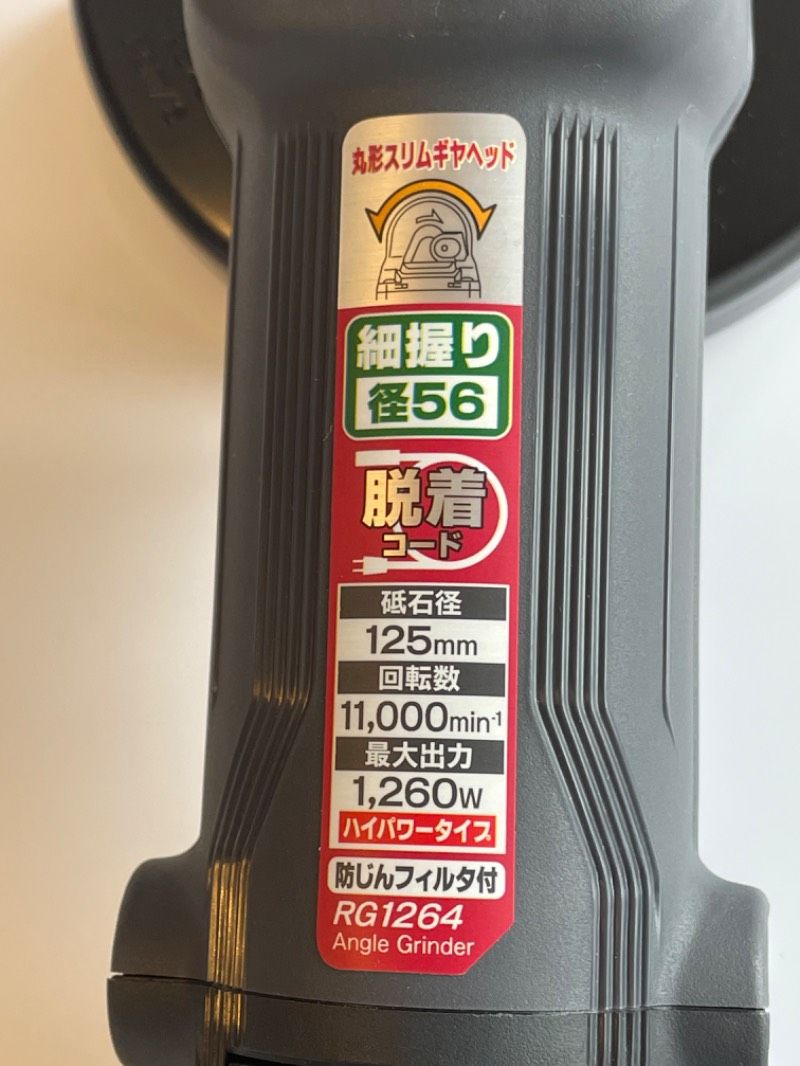 丸形スリムギヤヘッド
細握り
径56
脱着
コード
砥石径
125mm
回転数
11,000min-1
最大出力
1,260W
ハイパワータイプ
防じんフィルタ付
RG1264
Angle Grinder